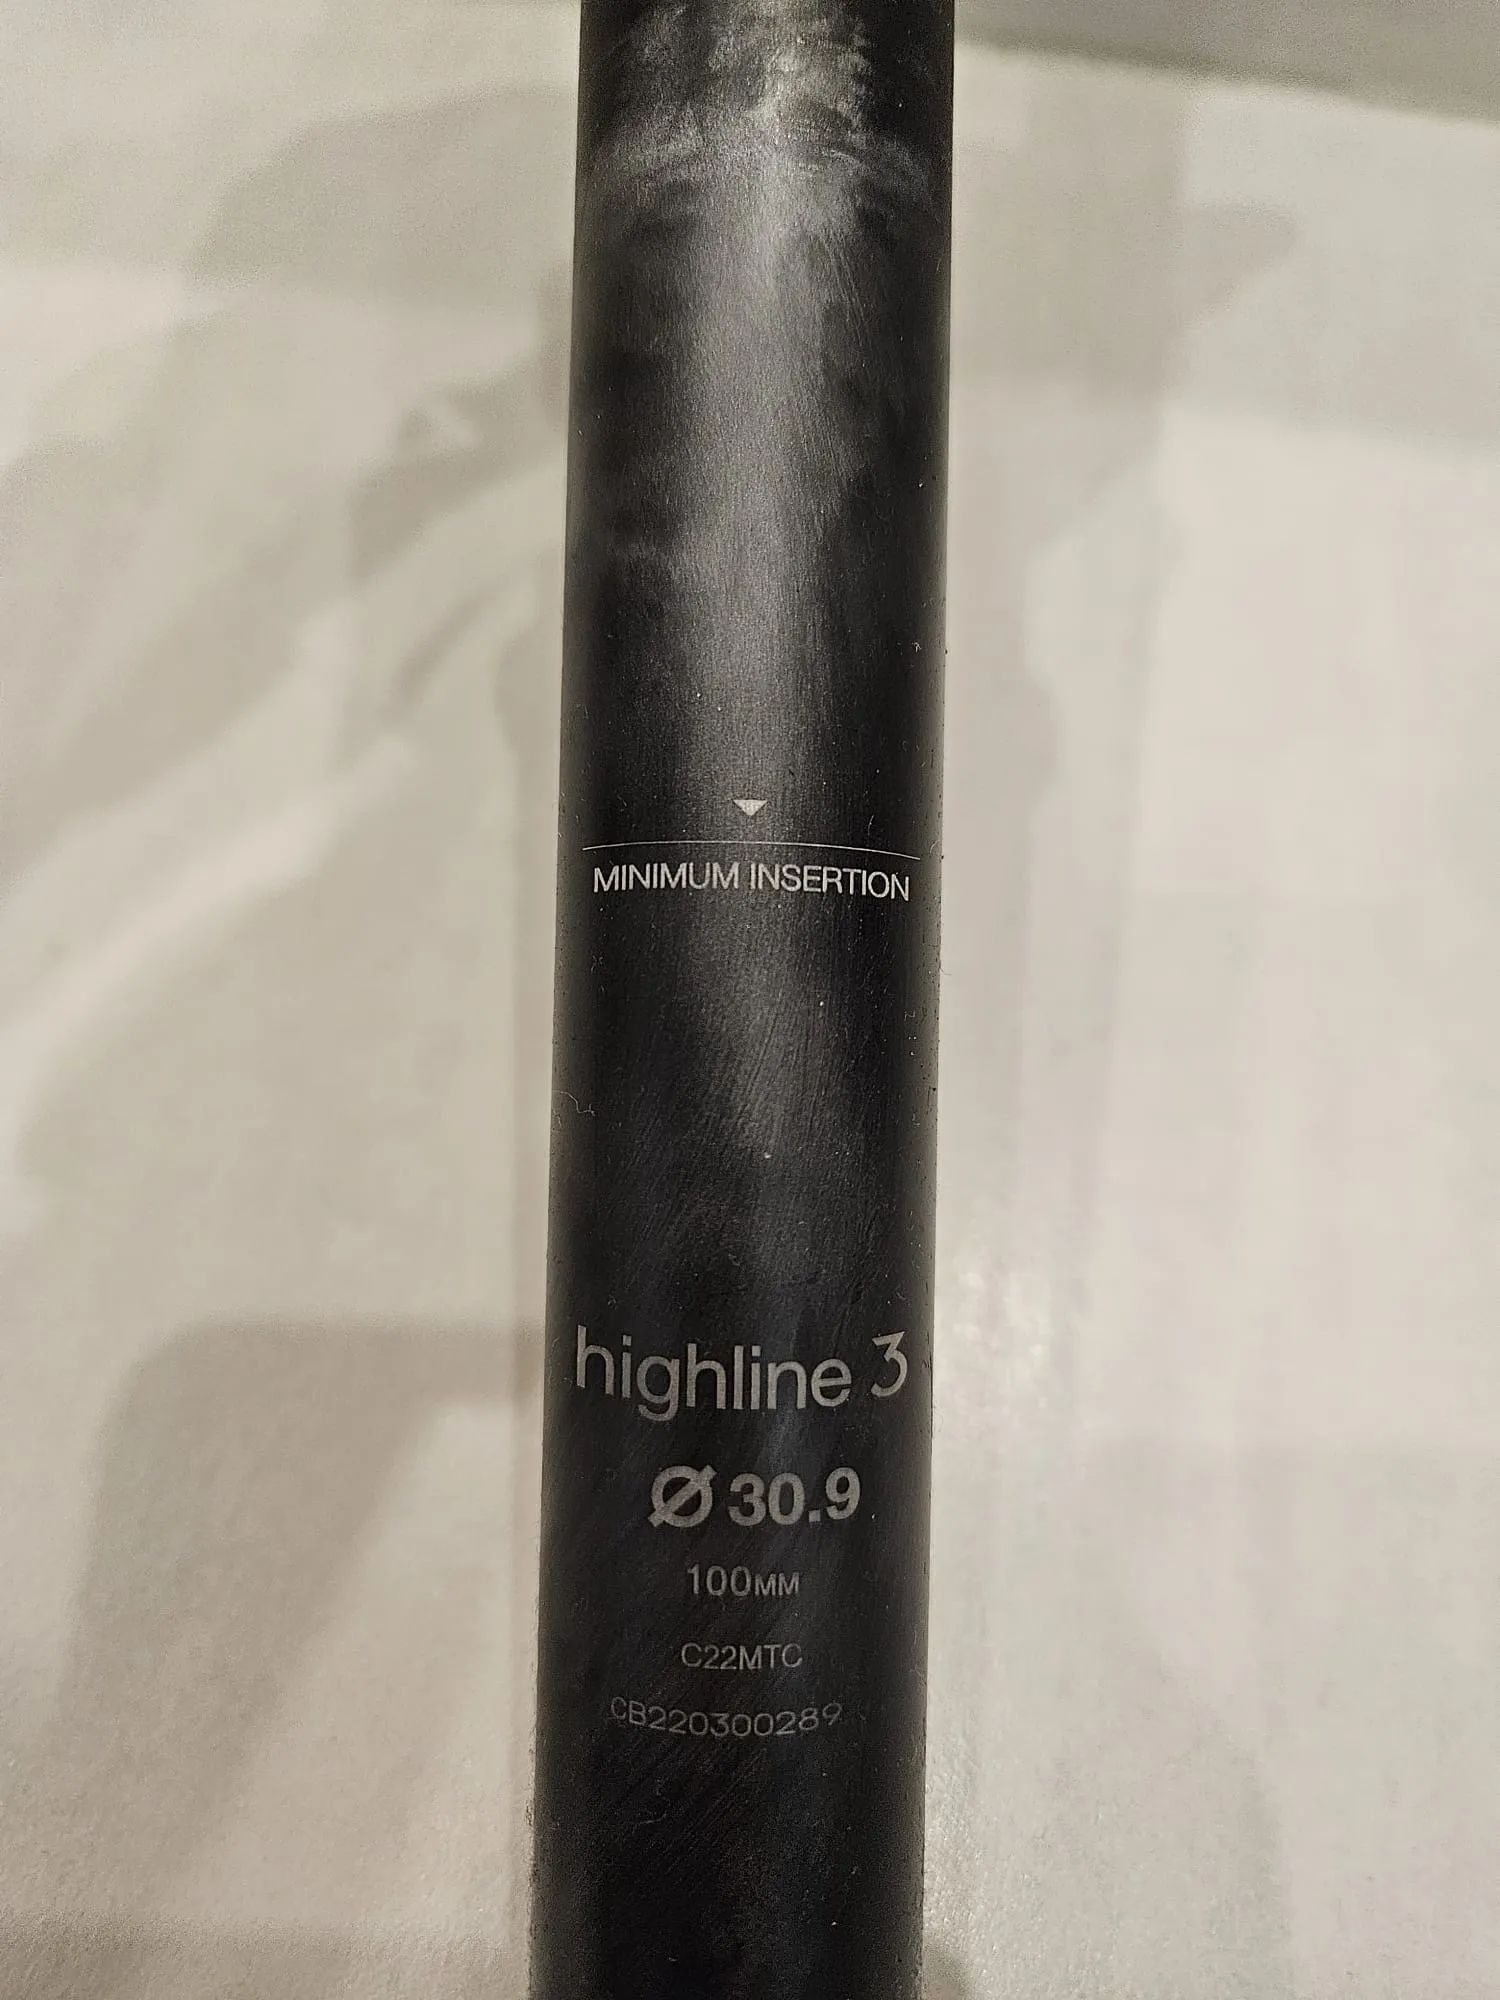 MINIMUM INSERTION
highline 3
Ø 30.9
100MM
C22MTC
CB220300289